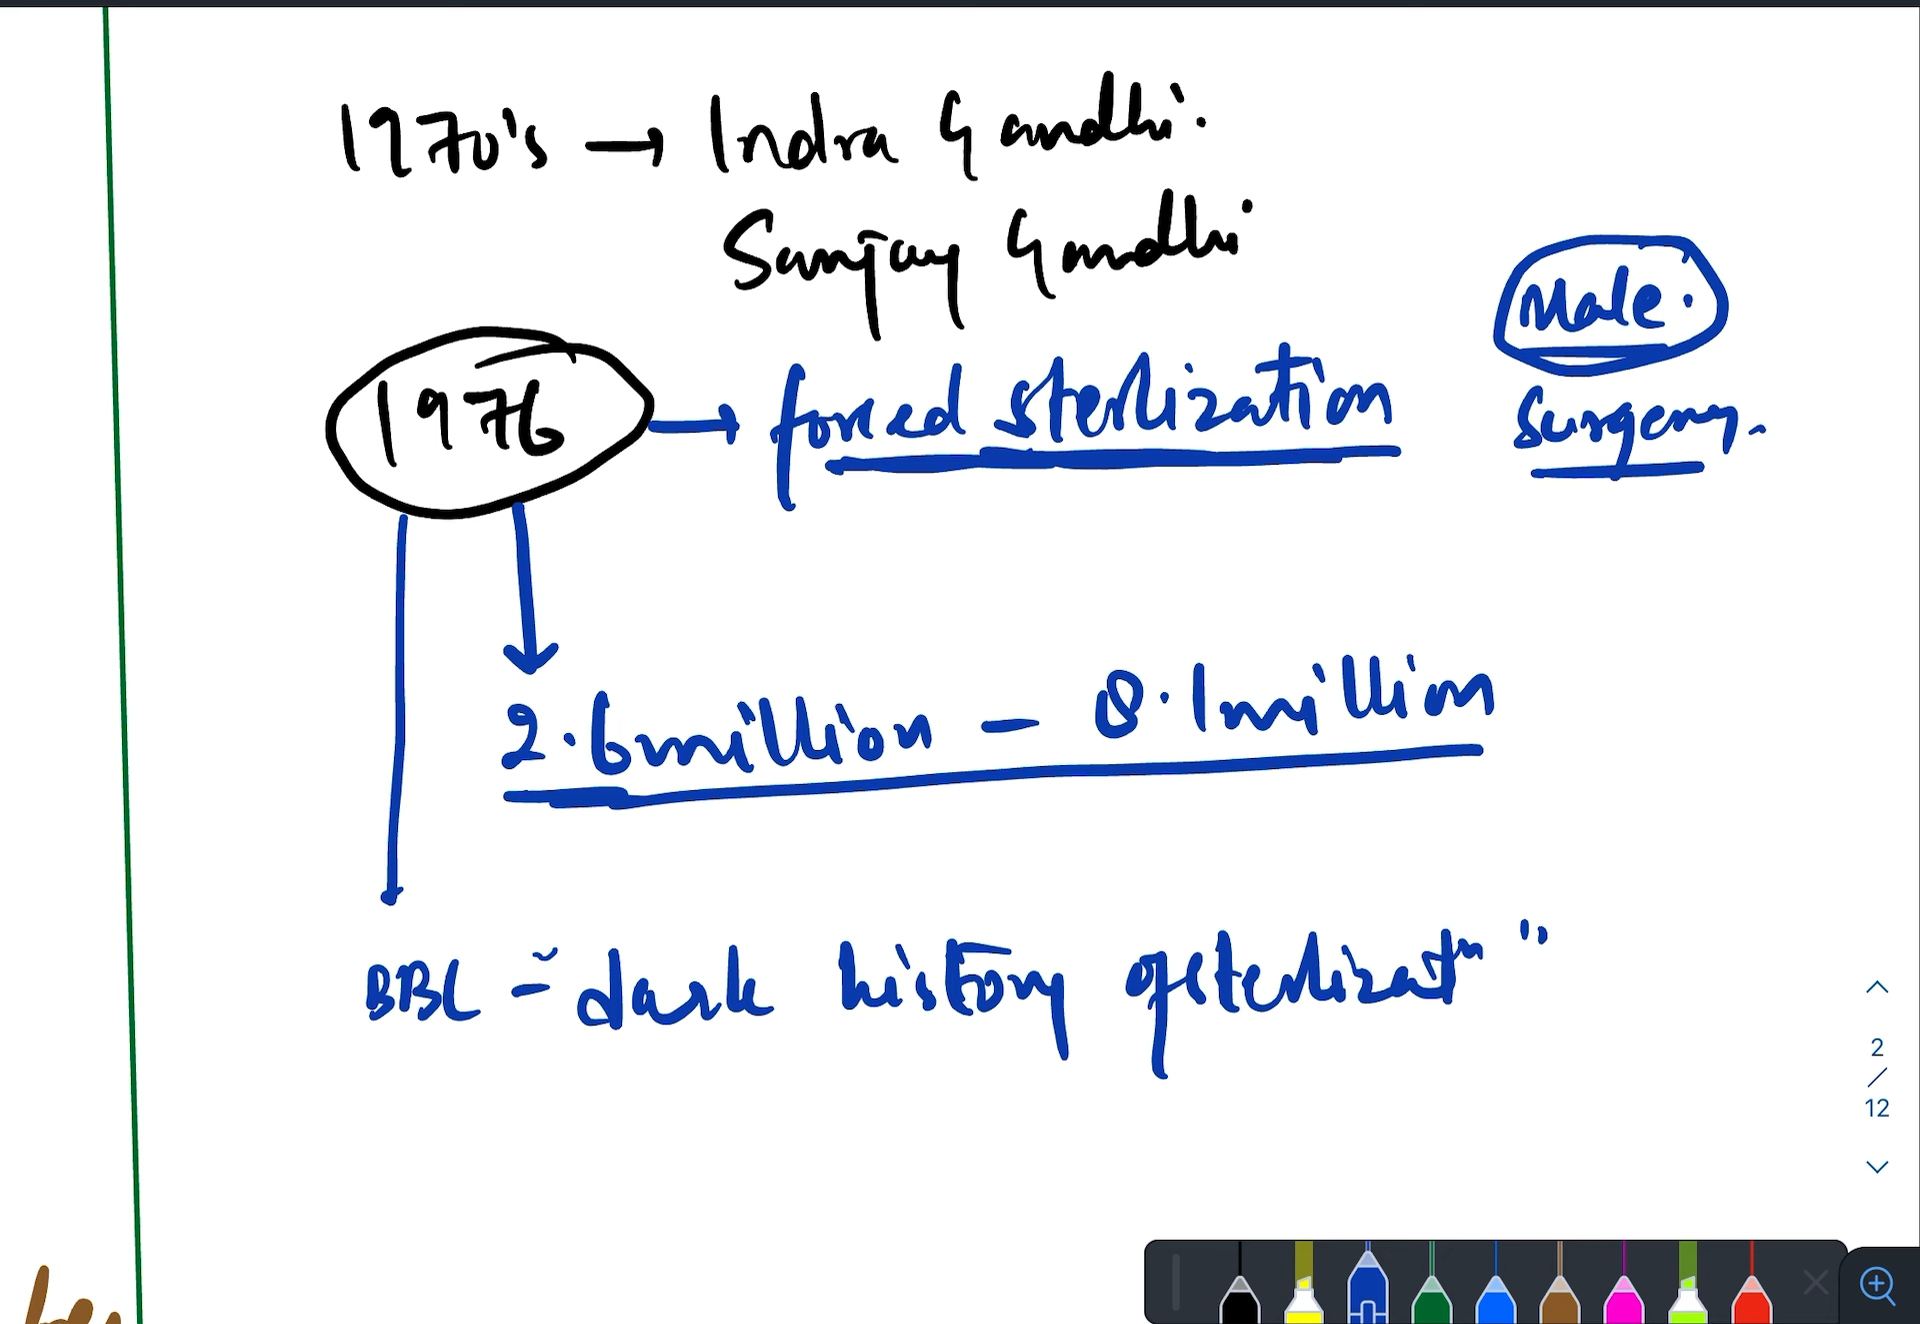 1970's → Indra Gandhi.
Sanjay Gandhi
Male.
1976 → forced sterlization
Surgery.
2.6million - 8.1million
BBC - "dark history of sterlizatn"
2
/
12